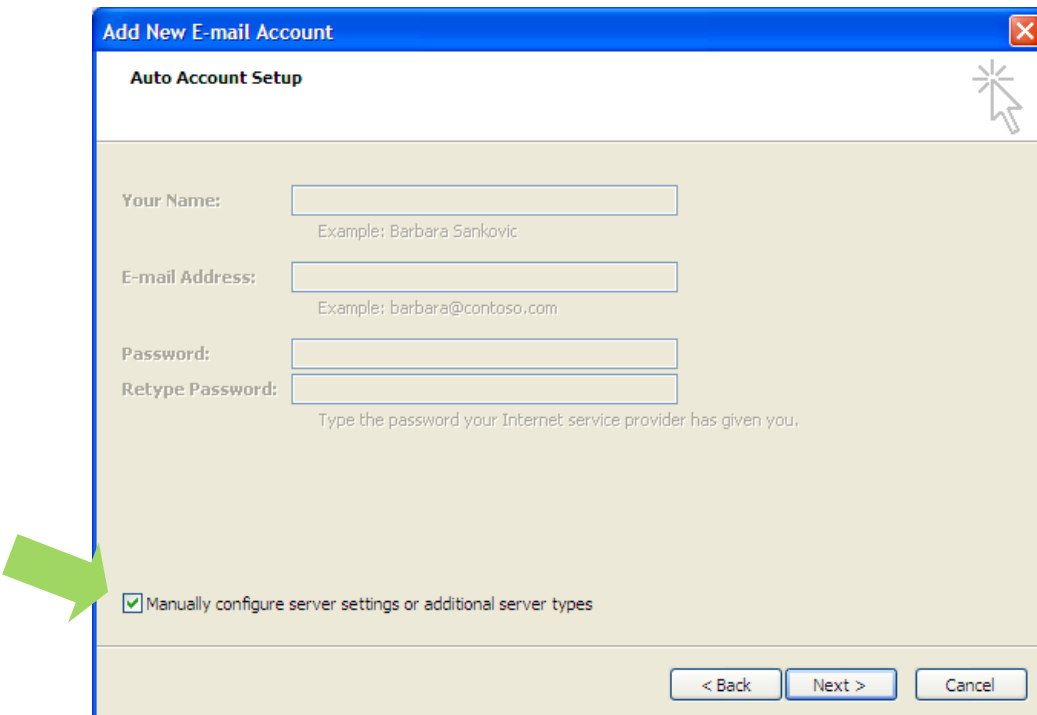 Add New E-mail Account
Auto Account Setup
Your Name:
Example: Barbara Sankovic
E-mail Address:
Example: barbara@contoso.com
Password:
Retype Password:
Type the password your Internet service provider has given you.
Manually configure server settings or additional server types
< Back Next > Cancel